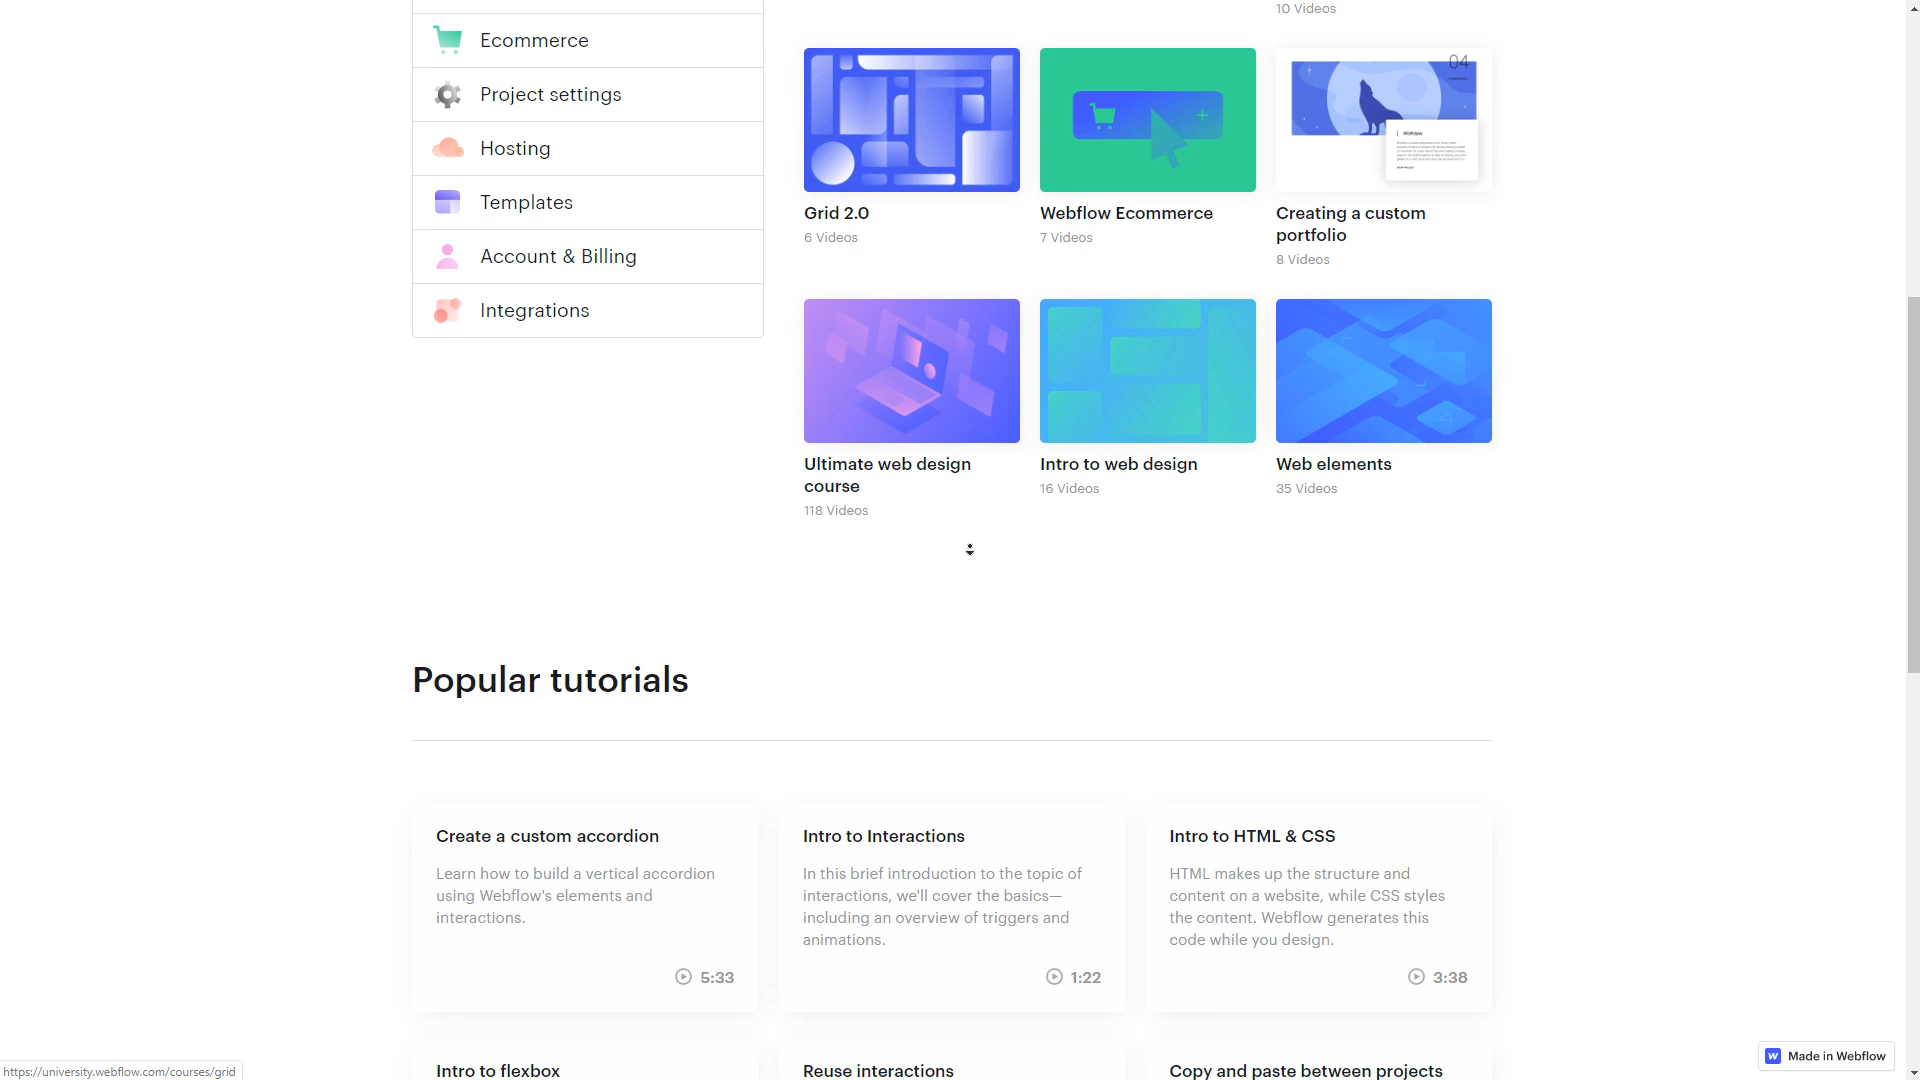 10 Videos
Ecommerce
Project settings
Hosting
Templates
Account & Billing
Integrations
04
Webflow
Grid 2.0
6 Videos
Webflow Ecommerce
7 Videos
Creating a custom
portfolio
8 Videos
Ultimate web design
course
118 Videos
Intro to web design
16 Videos
Web elements
35 Videos
Popular tutorials
Create a custom accordion
Learn how to build a vertical accordion
using Webflow's elements and
interactions.
5:33
Intro to Interactions
In this brief introduction to the topic of
interactions, we'll cover the basics—
including an overview of triggers and
animations.
1:22
Intro to HTML & CSS
HTML makes up the structure and
content on a website, while CSS styles
the content. Webflow generates this
code while you design.
3:38
Intro to flexbox
Reuse interactions
Copy and paste between projects
Made in Webflow
https://university.webflow.com/courses/grid